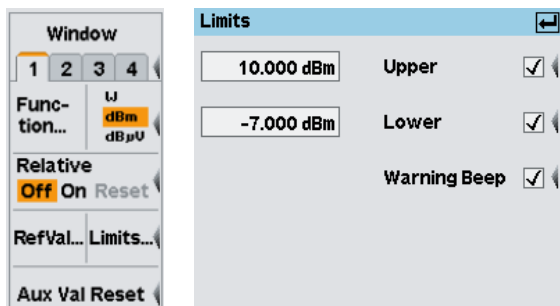 Window
1 2 3 4
Func-
tion...
W
dBm
dBµV
Relative
Off On Reset
RefVal... Limits...
Aux Val Reset
Limits
10.000 dBm Upper
-7.000 dBm Lower
Warning Beep